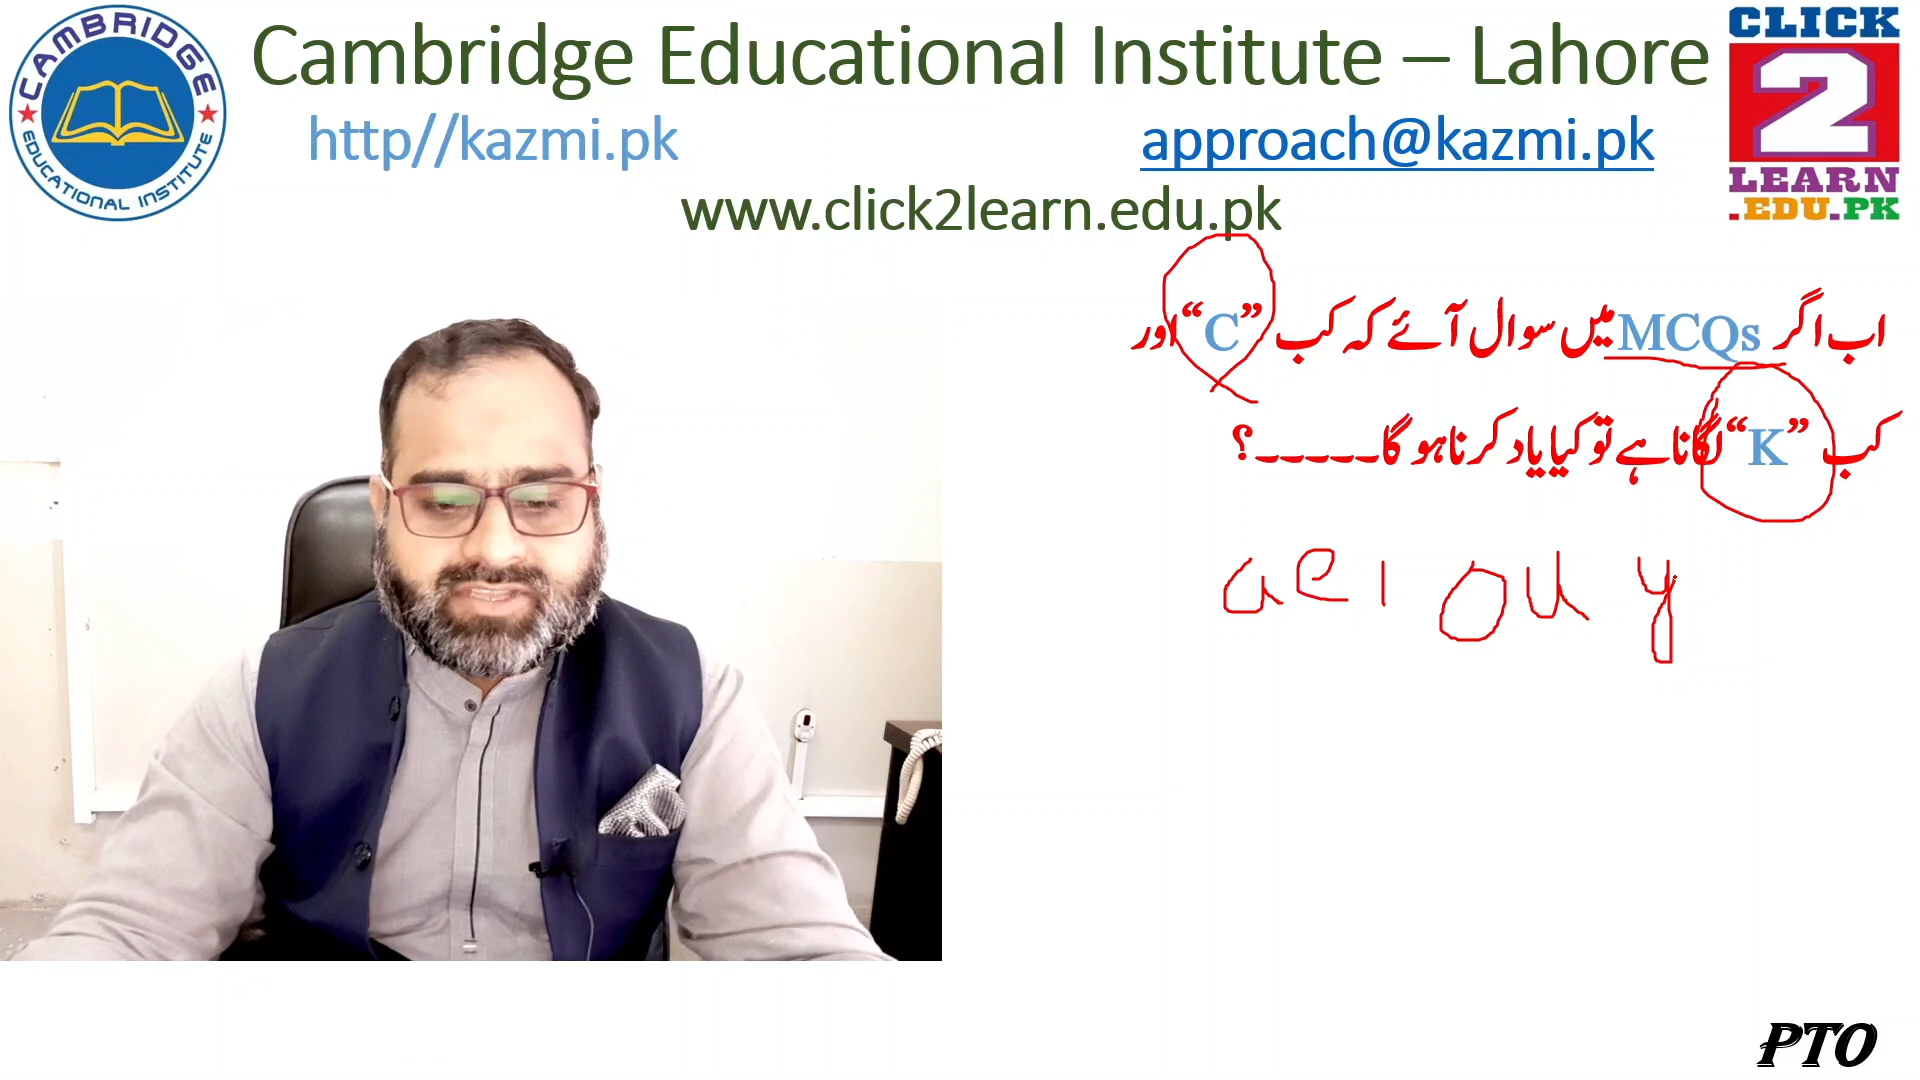 CAMBRIDGE
EDUCATIONAL INSTITUTE
Cambridge Educational Institute – Lahore
http//kazmi.pk
approach@kazmi.pk
www.click2learn.edu.pk
CLICK
2
LEARN
.EDU.PK
اب اگر MCQs میں سوال آئے کہ کب ”C“ اور
کب ”K“ لگانا ہے تو کیا یاد کرنا ہو گا-----؟
a e i o u y
PTO